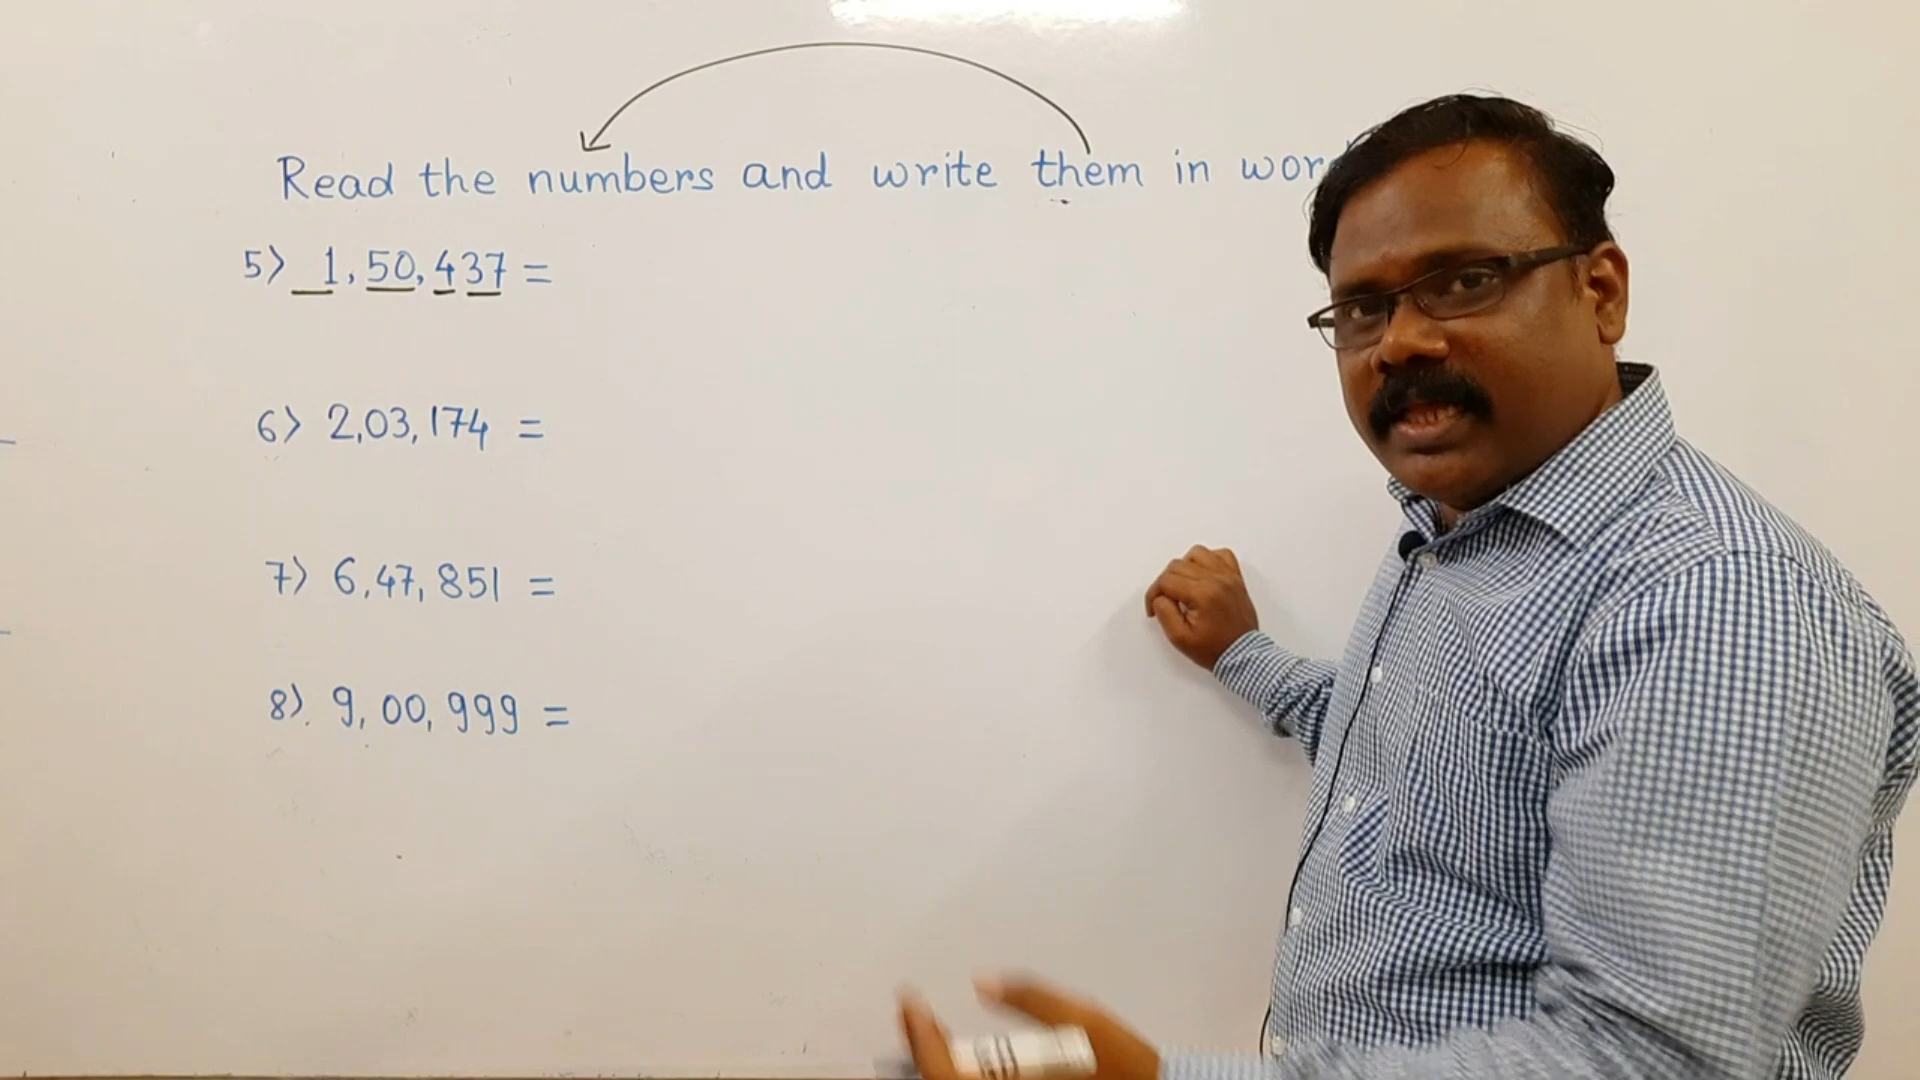 Read the numbers and write them in wor
5) 1,50,437 =
6) 2,03,174 =
7) 6,47,851 =
8). 9,00,999 =